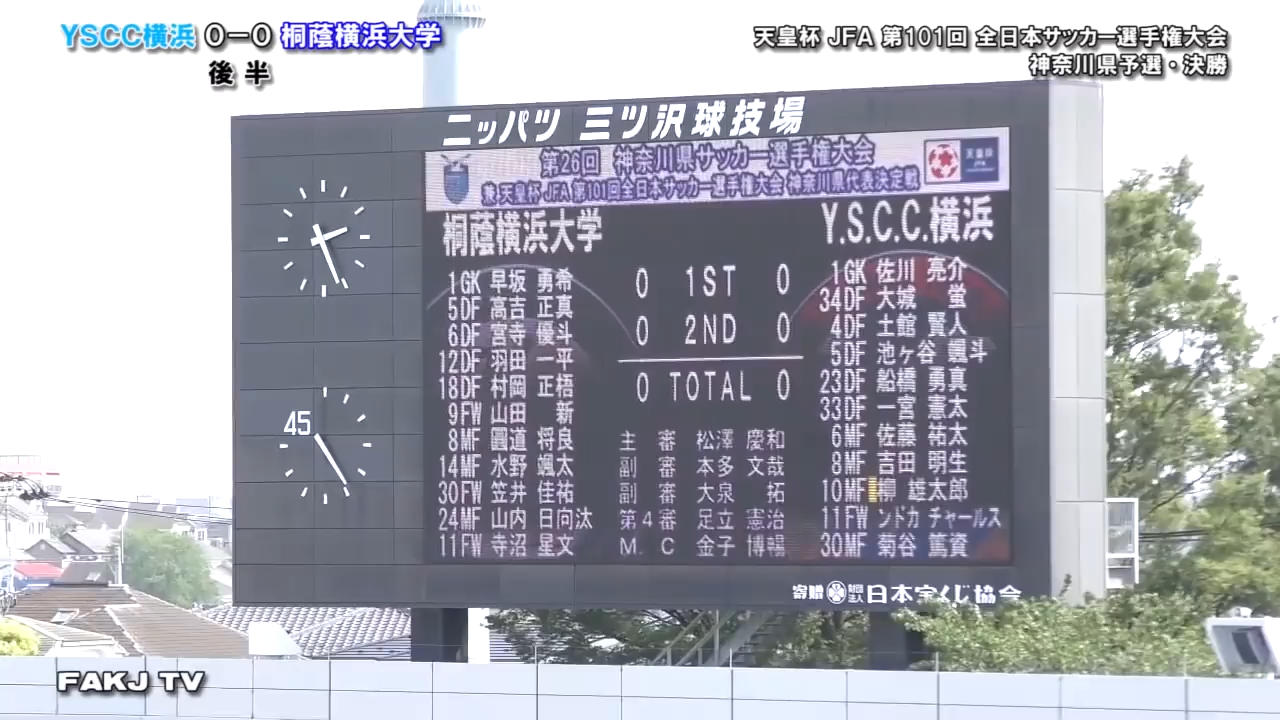 YSCC横浜 0-0 桐蔭横浜大学
後半
天皇杯 JFA 第101回 全日本サッカー選手権大会
神奈川県予選・決勝
ニッパツ 三ツ沢球技場
第26回 神奈川県サッカー選手権大会
兼 天皇杯 JFA 第101回全日本サッカー選手権大会 神奈川県代表決定戦
天皇杯
桐蔭横浜大学
1GK 早坂 勇希
5DF 高吉 正真
6DF 宮寺 優斗
12DF 羽田 一平
18DF 村岡 正梧
9FW 山田 新
8MF 圓道 将良
14MF 水野 颯太
30FW 笠井 佳祐
24MF 山内 日向汰
11FW 寺沼 星文
0 1ST 0
0 2ND 0
0 TOTAL 0
主 審 松澤 慶和
副 審 本多 文哉
副 審 大泉 拓
第4審 足立 憲治
M.C 金子 博暢
Y.S.C.C.横浜
1GK 佐川 亮介
34DF 大城 蛍
4DF 土館 賢人
5DF 池ヶ谷 颯斗
23DF 船橋 勇真
33DF 一宮 憲太
6MF 佐藤 祐太
8MF 吉田 明生
10MF 柳 雄太郎
11FW ンドカ チャールス
30MF 菊谷 篤資
45
寄贈 財団法人 日本宝くじ協会
FAKJ TV